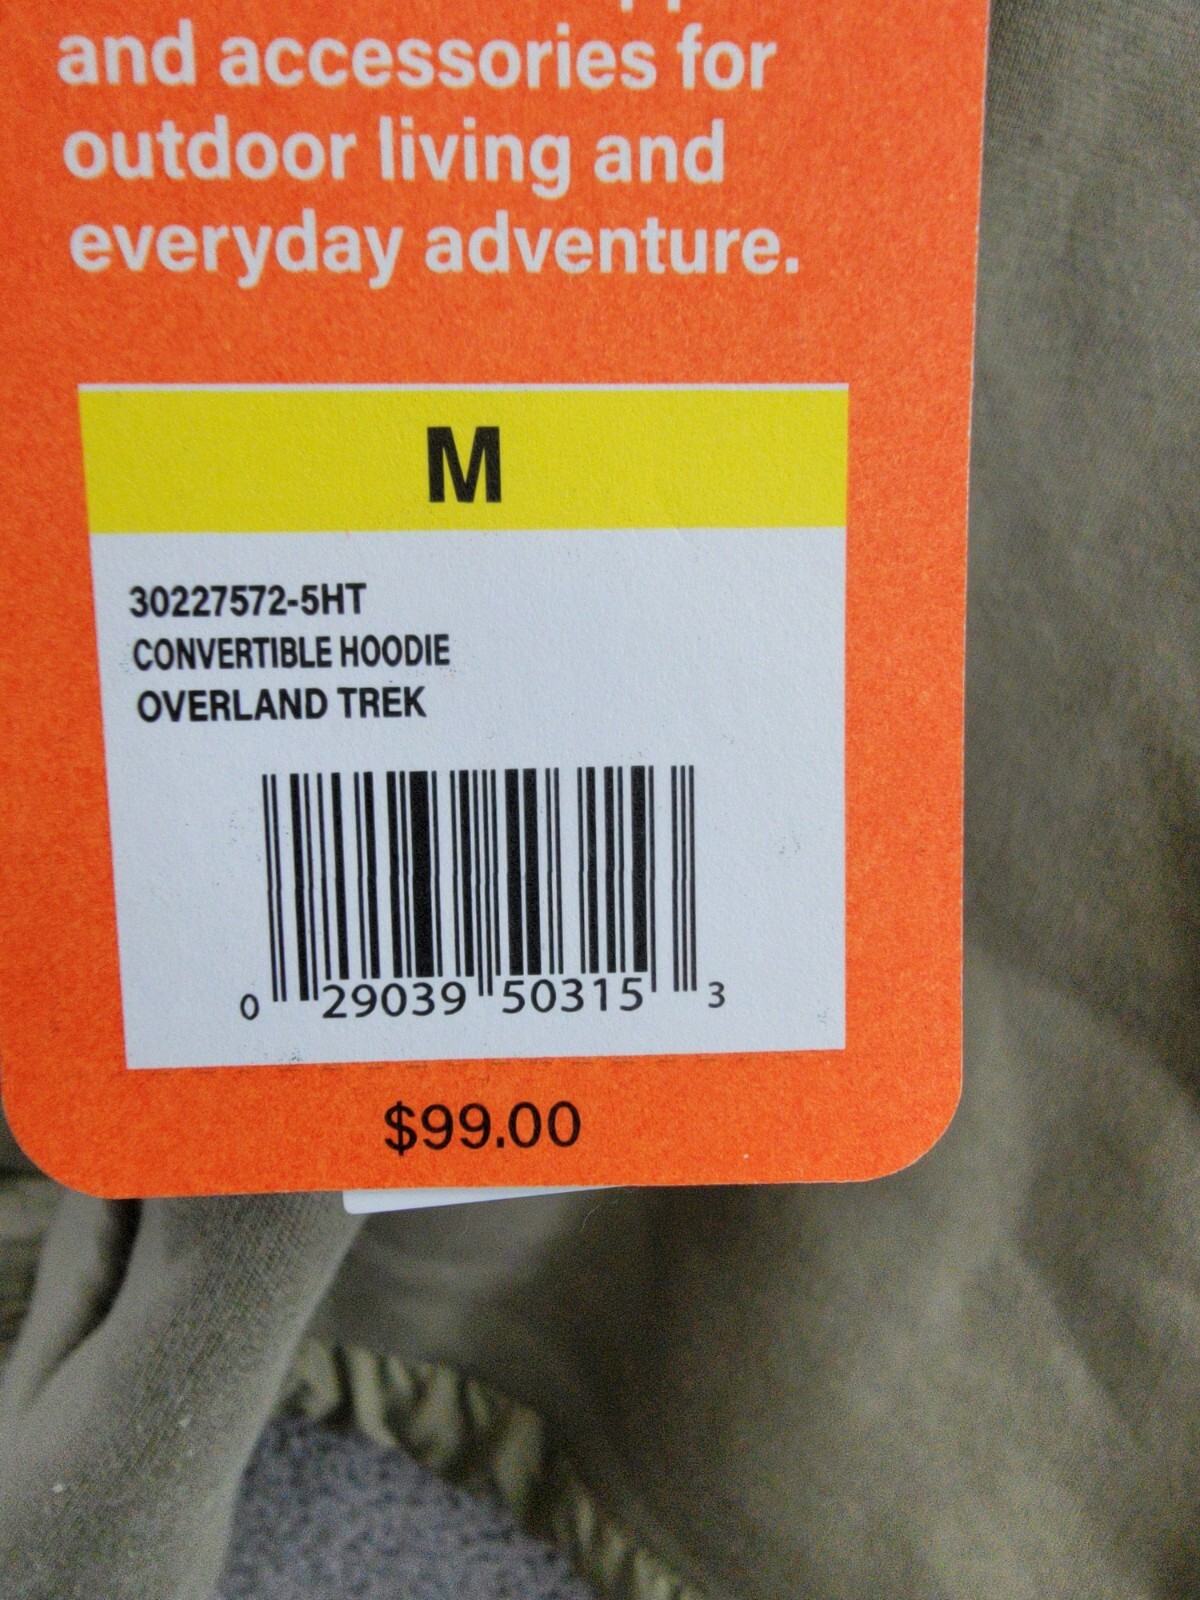 and accessories for
outdoor living and
everyday adventure.
M
30227572-5HT
CONVERTIBLE HOODIE
OVERLAND TREK
0 29039 50315 3
$99.00